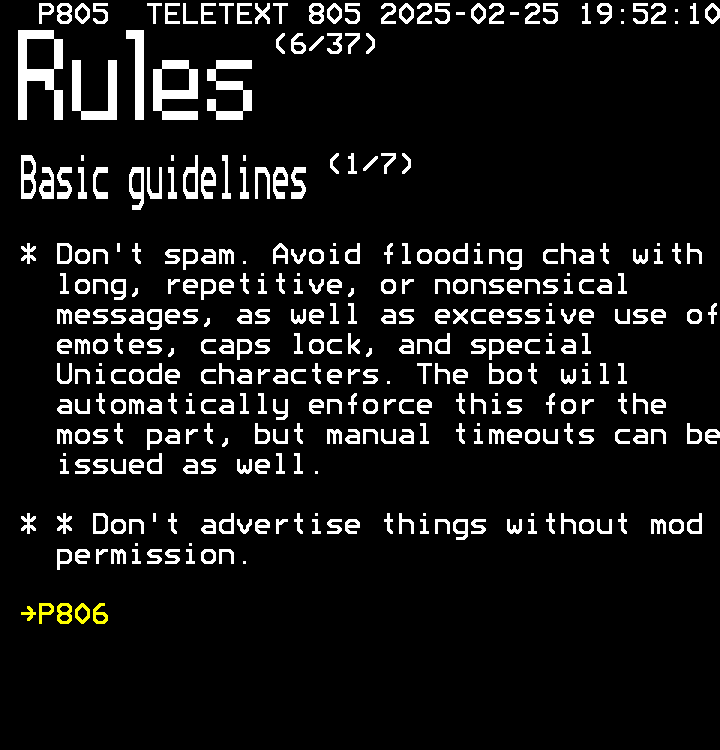 P805 TELETEXT 805 2025-02-25 19:52:10
Rules (6/37)
Basic guidelines (1/7)
* Don't spam. Avoid flooding chat with
long, repetitive, or nonsensical
messages, as well as excessive use of
emotes, caps lock, and special
Unicode characters. The bot will
automatically enforce this for the
most part, but manual timeouts can be
issued as well.
* * Don't advertise things without mod
permission.
→P806